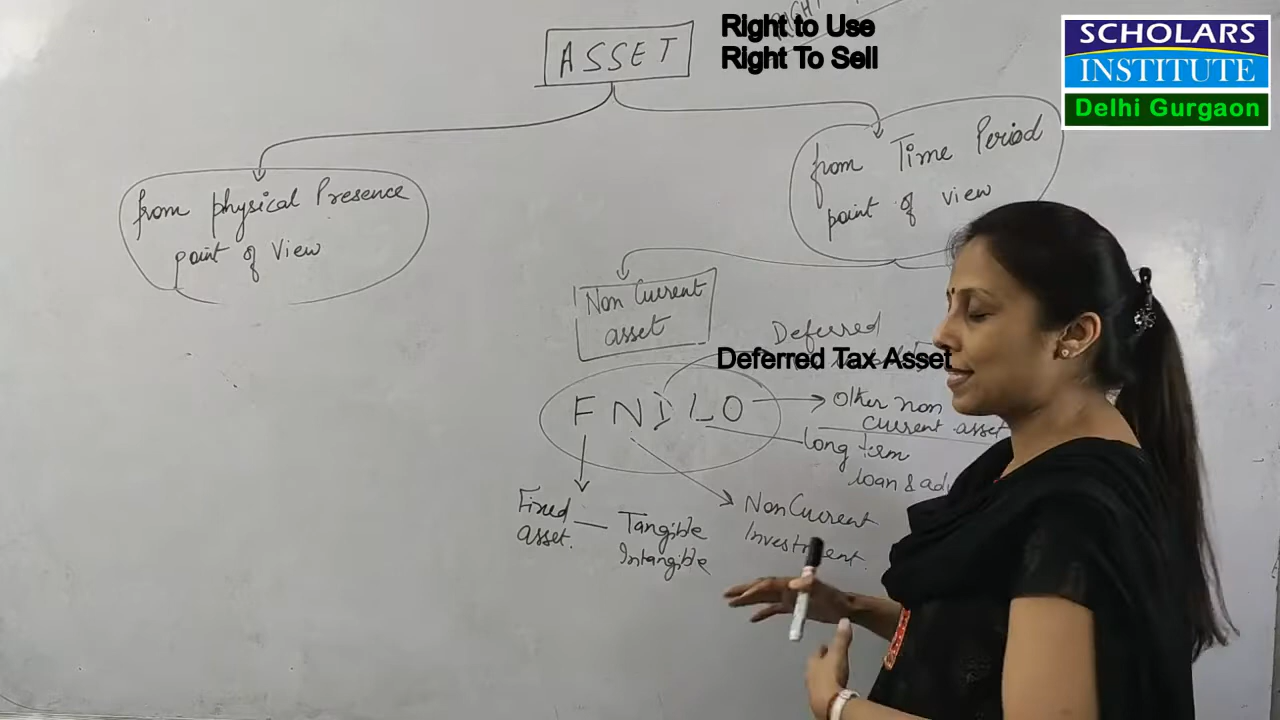 ASSET
Right to Use
Right To Sell
SCHOLARS
INSTITUTE
Delhi Gurgaon
from physical Presence
point of View
from Time Period
point of view
Non Current
asset
Deferred
Deferred Tax Asset
F N D L O
Other non
current asset
long term
loan & adv
Fixed
asset.
Tangible
Intangible
Non Current
Investment.